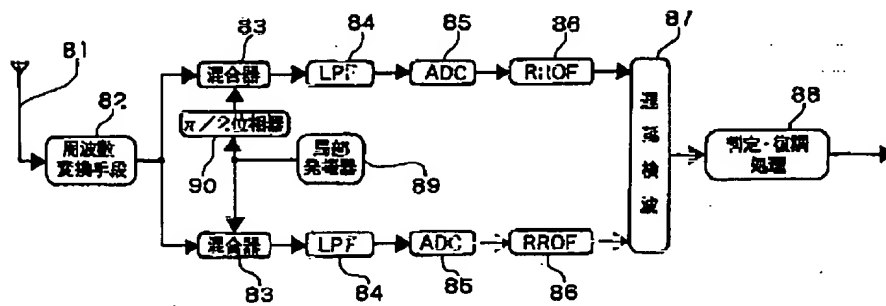 81
83
84
85
86
87
混合器
LPF
ADC
RROF
88
82
π/2位相器
周波数
変換手段
90
局部
発振器
89
遅延検波
判定・復調
処理
混合器
LPF
ADC
RROF
83
84
85
86